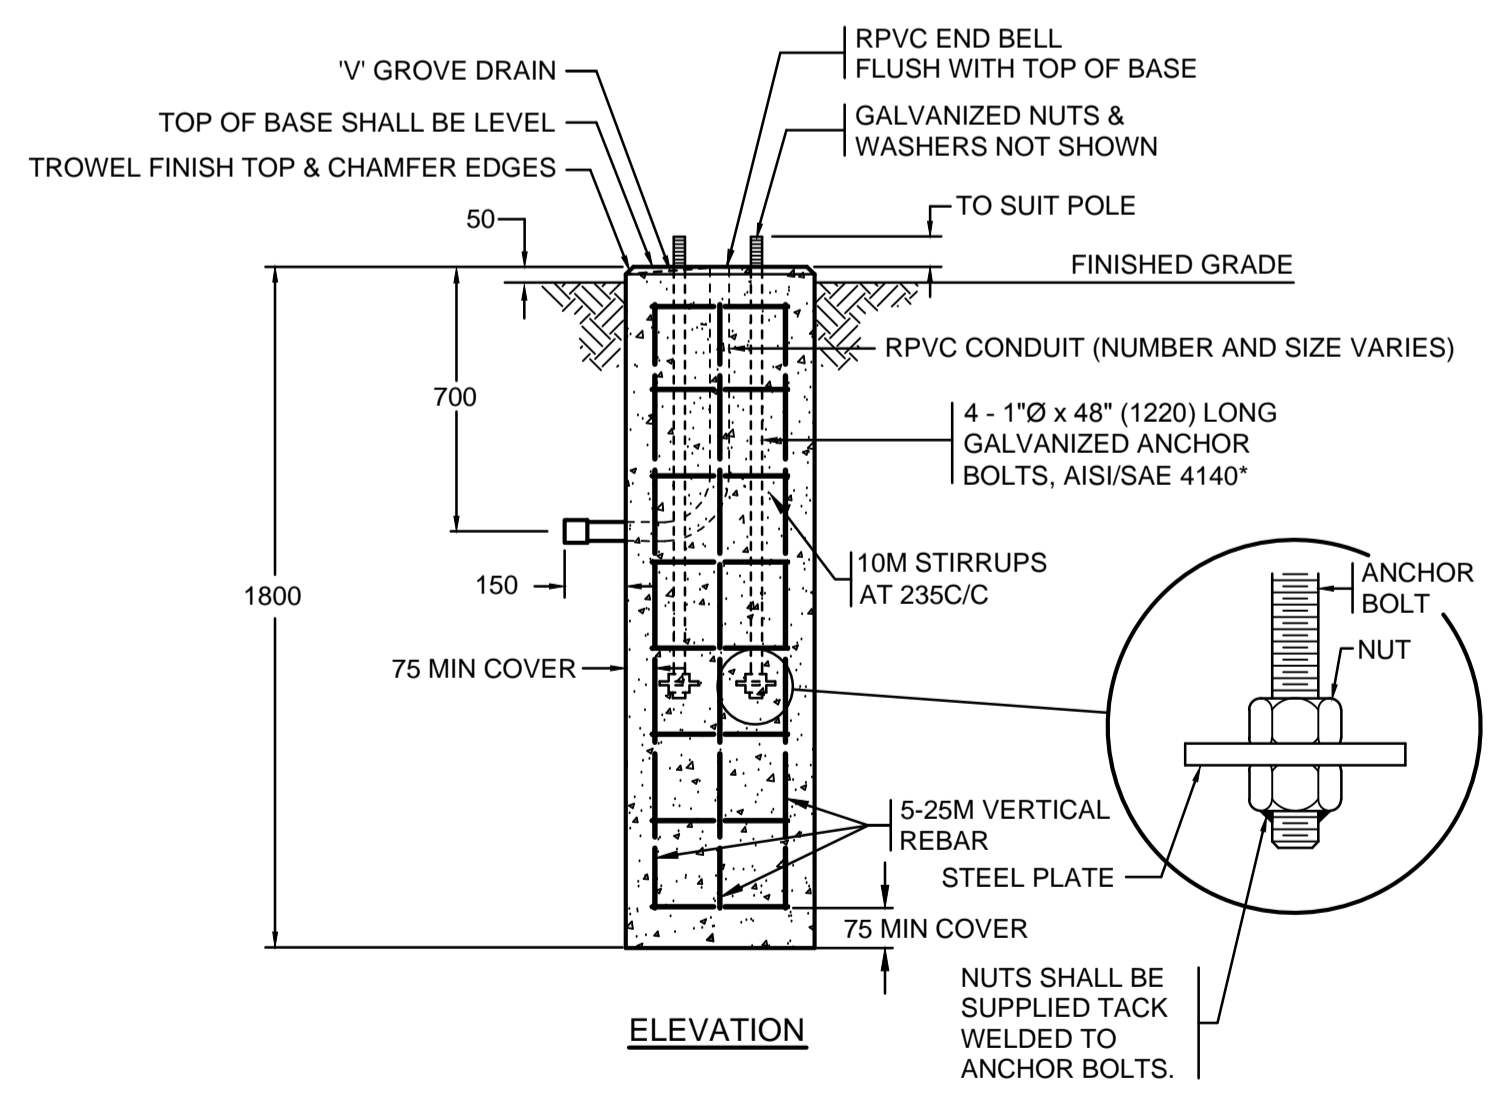 RPVC END BELL
FLUSH WITH TOP OF BASE
'V' GROVE DRAIN
GALVANIZED NUTS &
WASHERS NOT SHOWN
TOP OF BASE SHALL BE LEVEL
TROWEL FINISH TOP & CHAMFER EDGES
50
TO SUIT POLE
FINISHED GRADE
RPVC CONDUIT (NUMBER AND SIZE VARIES)
700
4 - 1"Ø x 48" (1220) LONG
GALVANIZED ANCHOR
BOLTS, AISI/SAE 4140*
10M STIRRUPS
AT 235C/C
150
1800
ANCHOR
BOLT
NUT
75 MIN COVER
5-25M VERTICAL
REBAR
STEEL PLATE
75 MIN COVER
NUTS SHALL BE
SUPPLIED TACK
WELDED TO
ANCHOR BOLTS.
ELEVATION